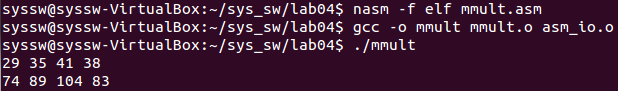 syssw@syssw-VirtualBox:~/sys_sw/lab04$ nasm -f elf mmult.asm
syssw@syssw-VirtualBox:~/sys_sw/lab04$ gcc -o mmult mmult.o asm_io.o
syssw@syssw-VirtualBox:~/sys_sw/lab04$ ./mmult
29 35 41 38
74 89 104 83